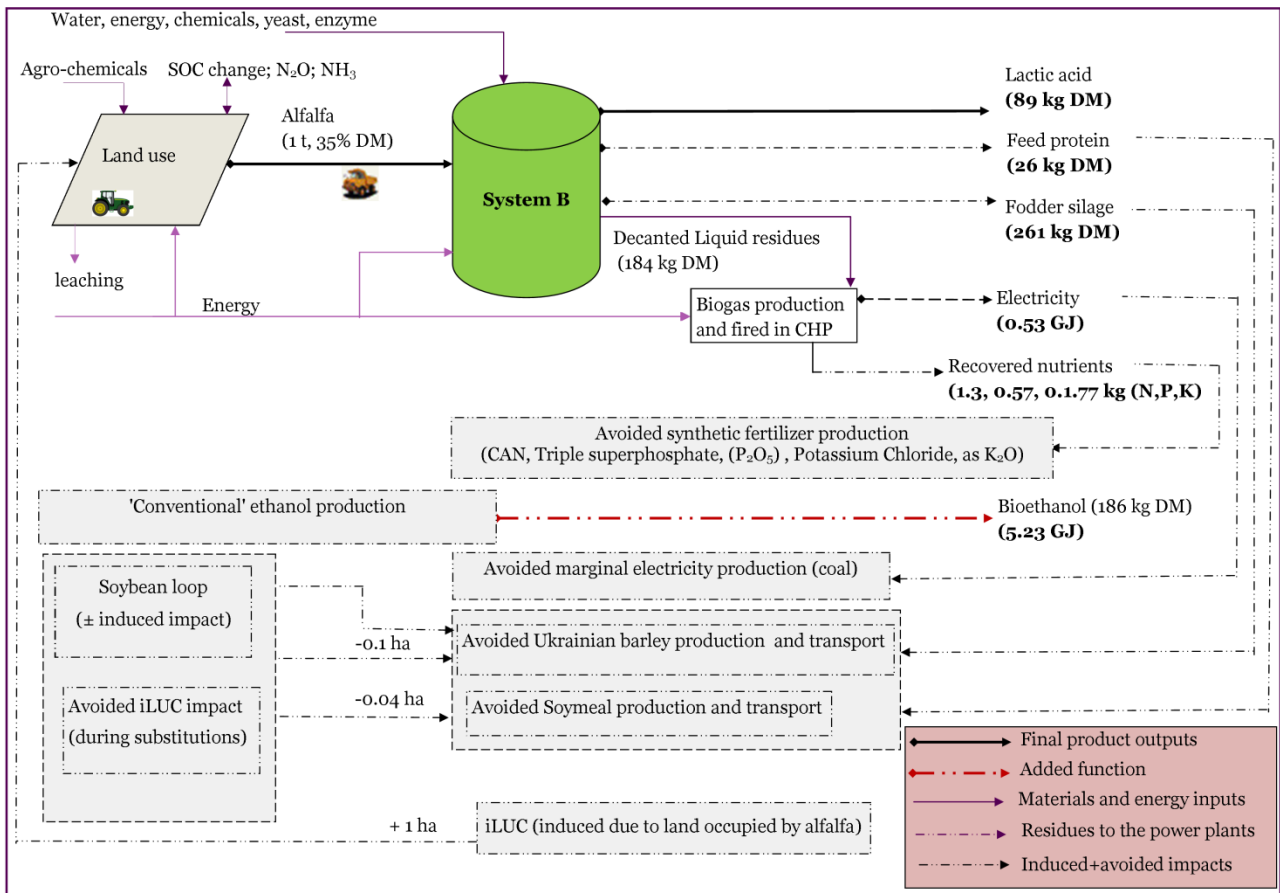 Water, energy, chemicals, yeast, enzyme
Agro-chemicals
SOC change; N₂O; NH₃
Land use
Alfalfa
(1 t, 35% DM)
System B
Lactic acid
(89 kg DM)
Feed protein
(26 kg DM)
Fodder silage
(261 kg DM)
Decanted Liquid residues
(184 kg DM)
leaching
Energy
Biogas production
and fired in CHP
Electricity
(0.53 GJ)
Recovered nutrients
(1.3, 0.57, 0.1.77 kg (N,P,K)
Avoided synthetic fertilizer production
(CAN, Triple superphosphate, (P₂O₅) , Potassium Chloride, as K₂O)
'Conventional' ethanol production
Bioethanol (186 kg DM)
(5.23 GJ)
Avoided marginal electricity production (coal)
Soybean loop
(± induced impact)
-0.1 ha
Avoided Ukrainian barley production and transport
Avoided iLUC impact
(during substitutions)
-0.04 ha
Avoided Soymeal production and transport
+ 1 ha
iLUC (induced due to land occupied by alfalfa)
Final product outputs
Added function
Materials and energy inputs
Residues to the power plants
Induced+avoided impacts